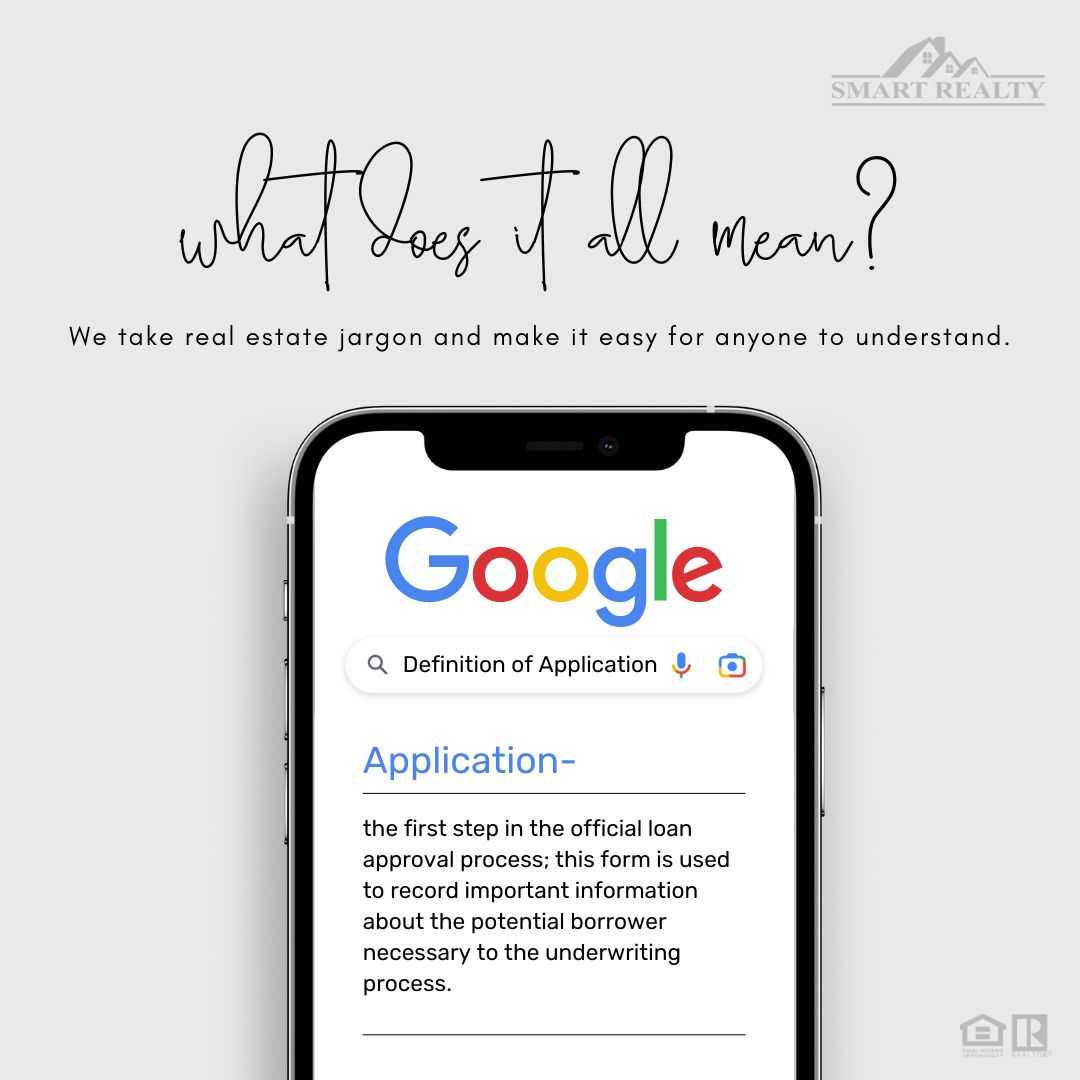 SMART REALTY
what does it all mean?
We take real estate jargon and make it easy for anyone to understand.
Google
Definition of Application
Application-
the first step in the official loan
approval process; this form is used
to record important information
about the potential borrower
necessary to the underwriting
process.
EQUAL HOUSING
OPPORTUNITY
REALTOR®